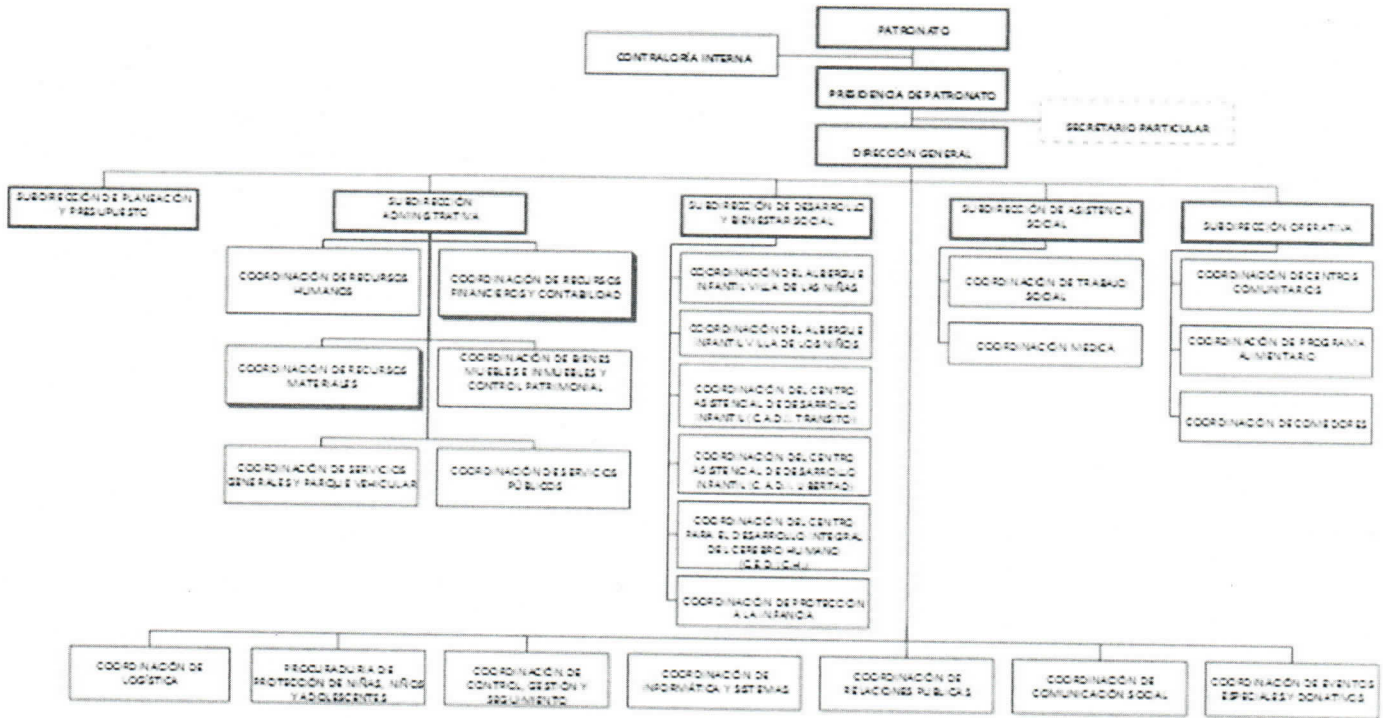 PATRONATO
CONTRALORÍA INTERNA
PRESIDENCIA DE PATRONATO
SECRETARIO PARTICULAR
DIRECCIÓN GENERAL
SUBDIRECCIÓN DE PLANEACIÓN
Y PRESUPUESTO
SUBDIRECCIÓN
ADMINISTRATIVA
SUBDIRECCIÓN DE DESARROLLO
Y BIENESTAR SOCIAL
SUBDIRECCIÓN DE ASISTENCIA
SOCIAL
SUBDIRECCIÓN OPERATIVA
COORDINACIÓN DE RECURSOS
HUMANOS
COORDINACIÓN DE RECURSOS
FINANCIEROS Y CONTABILIDAD
COORDINACIÓN DE RECURSOS
MATERIALES
COORDINACIÓN DE BIENES
MUEBLES E INMUEBLES Y
CONTROL PATRIMONIAL
COORDINACIÓN DE SERVICIOS
GENERALES Y PARQUE VEHICULAR
COORDINACIÓN DE SERVICIOS
PÚBLICOS
COORDINACIÓN DEL ALBERGUE
INFANTIL VILLA DE LAS NIÑAS
COORDINACIÓN DEL ALBERGUE
INFANTIL VILLA DE LOS NIÑOS
COORDINACIÓN DEL CENTRO
ASISTENCIAL DE DESARROLLO
INFANTIL (C.A.D.I. TRANSITO)
COORDINACIÓN DEL CENTRO
ASISTENCIAL DE DESARROLLO
INFANTIL (C.A.D.I. LIBERTAD)
COORDINACIÓN DEL CENTRO
PARA EL DESARROLLO INTEGRAL
DEL CEREBRO HUMANO
(C.E.D.I.C.H.)
COORDINACIÓN DE PROTECCIÓN
A LA INFANCIA
COORDINACIÓN DE TRABAJO
SOCIAL
COORDINACIÓN MEDICA
COORDINACIÓN DE CENTROS
COMUNITARIOS
COORDINACIÓN DE PROGRAMA
ALIMENTARIO
COORDINACIÓN DE COMEDORES
COORDINACIÓN DE
LOGÍSTICA
PROCURADURIA DE
PROTECCIÓN DE NIÑAS, NIÑOS
Y ADOLESCENTES
COORDINACIÓN DE
CONTROL, GESTIÓN Y
SEGUIMIENTO
COORDINACIÓN DE
INFORMÁTICA Y SISTEMAS
COORDINACIÓN DE
RELACIONES PUBLICAS
COORDINACIÓN DE
COMUNICACIÓN SOCIAL
COORDINACIÓN DE EVENTOS
ESPECIALES Y DONATIVOS